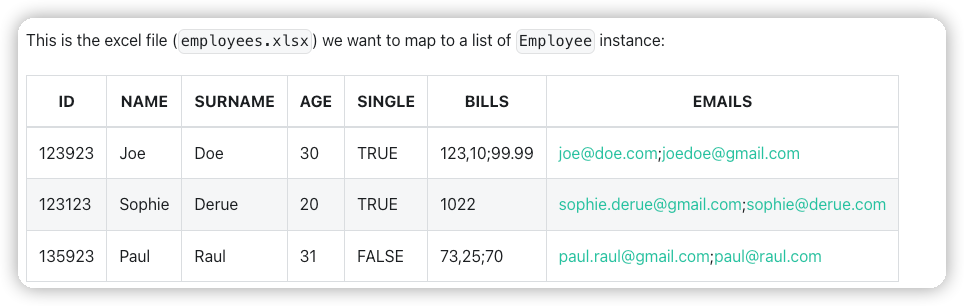 This is the excel file (employees.xlsx) we want to map to a list of Employee instance:
ID NAME SURNAME AGE SINGLE BILLS EMAILS
123923 Joe Doe 30 TRUE 123,10;99.99 joe@doe.com;joedoe@gmail.com
123123 Sophie Derue 20 TRUE 1022 sophie.derue@gmail.com;sophie@derue.com
135923 Paul Raul 31 FALSE 73,25;70 paul.raul@gmail.com;paul@raul.com